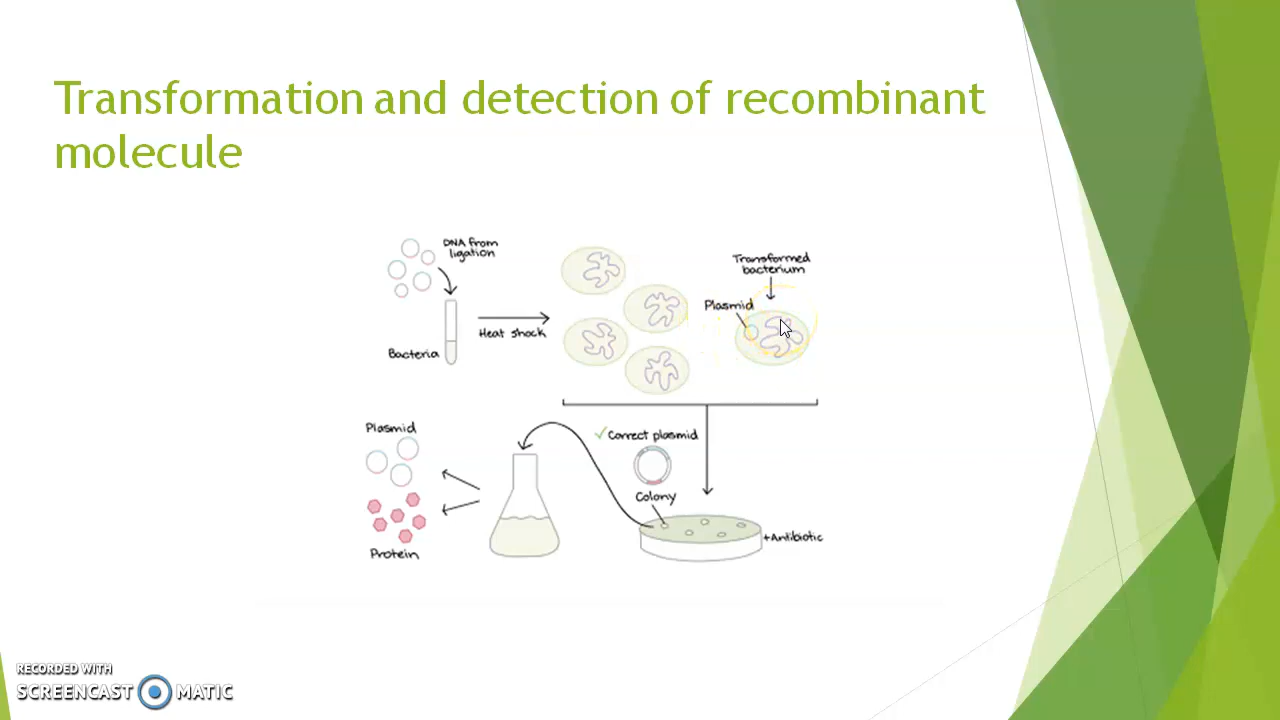 Transformation and detection of recombinant
molecule
DNA from
ligation
Bacteria
Heat shock
Transformed
bacterium
Plasmid
Plasmid
Protein
✓Correct plasmid
Colony
+Antibiotic
RECORDED WITH
SCREENCAST MATIC